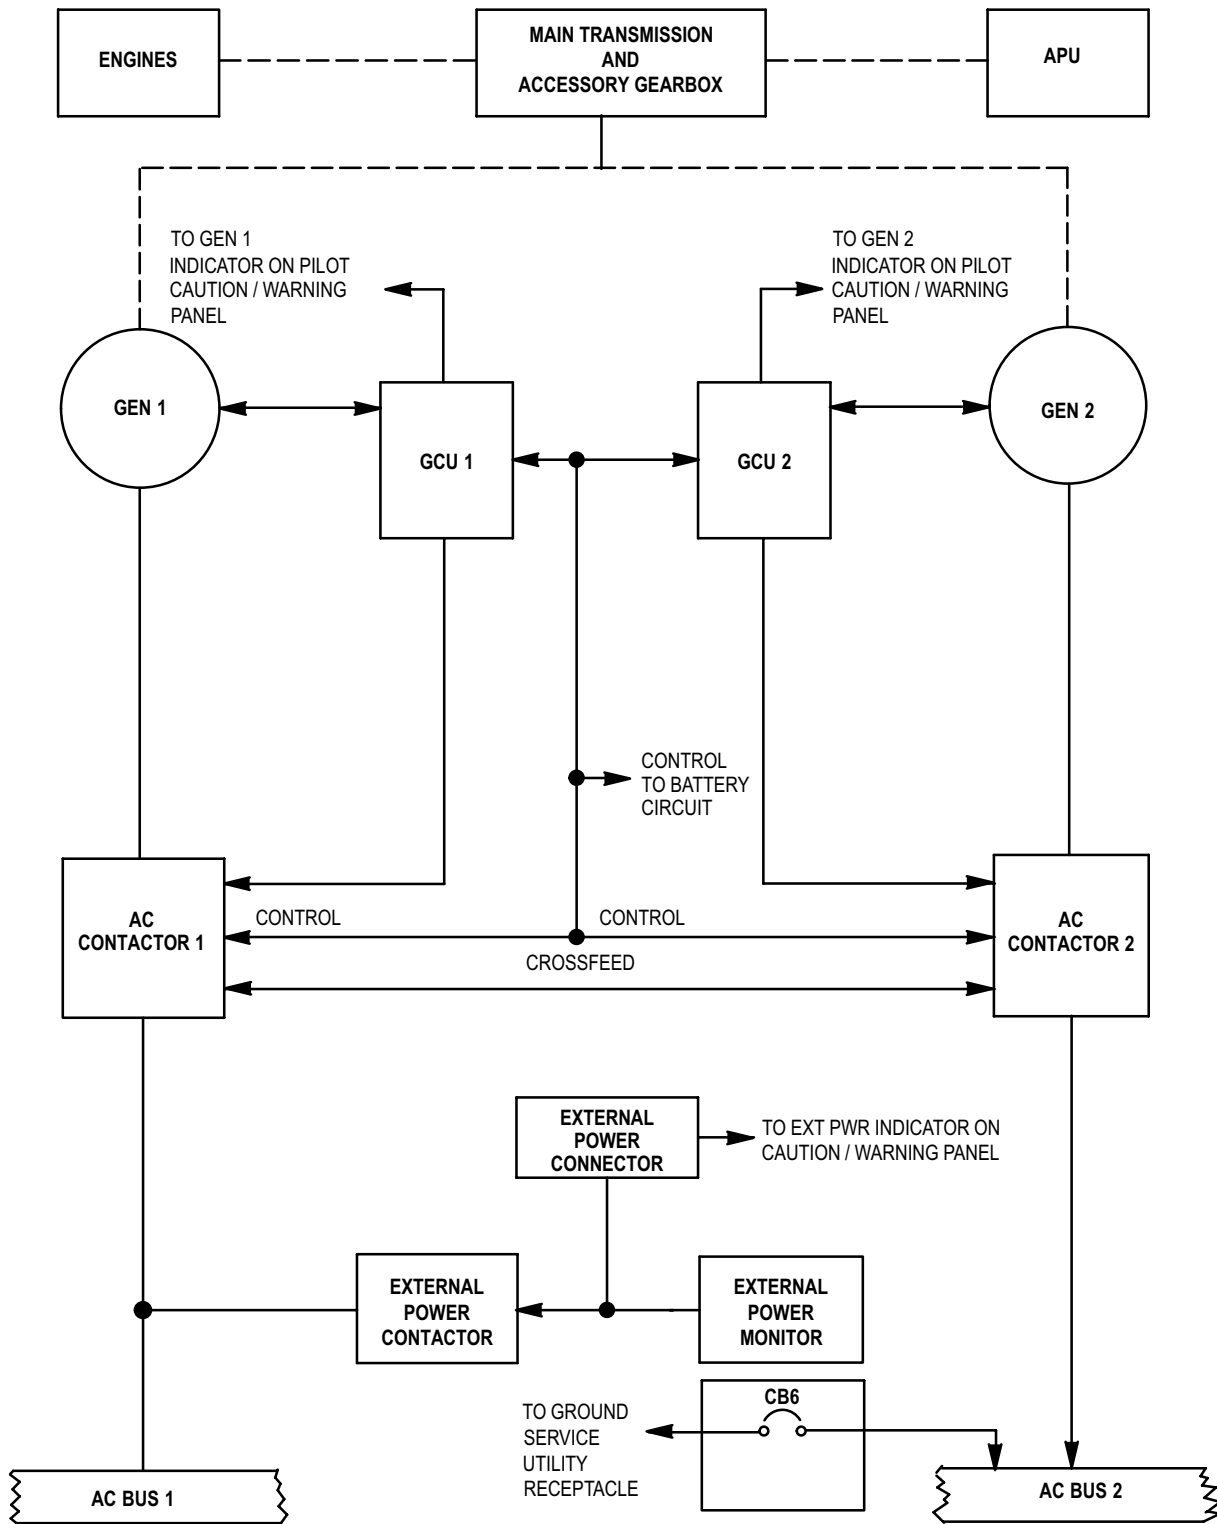 ENGINES
MAIN TRANSMISSION
AND
ACCESSORY GEARBOX
APU
TO GEN 1
INDICATOR ON PILOT
CAUTION / WARNING
PANEL
TO GEN 2
INDICATOR ON PILOT
CAUTION / WARNING
PANEL
GEN 1
GCU 1
GCU 2
GEN 2
CONTROL
TO BATTERY
CIRCUIT
AC
CONTACTOR 1
CONTROL
CONTROL
CROSSFEED
AC
CONTACTOR 2
EXTERNAL
POWER
CONNECTOR
TO EXT PWR INDICATOR ON
CAUTION / WARNING PANEL
EXTERNAL
POWER
CONTACTOR
EXTERNAL
POWER
MONITOR
CB6
TO GROUND
SERVICE
UTILITY
RECEPTACLE
AC BUS 1
AC BUS 2